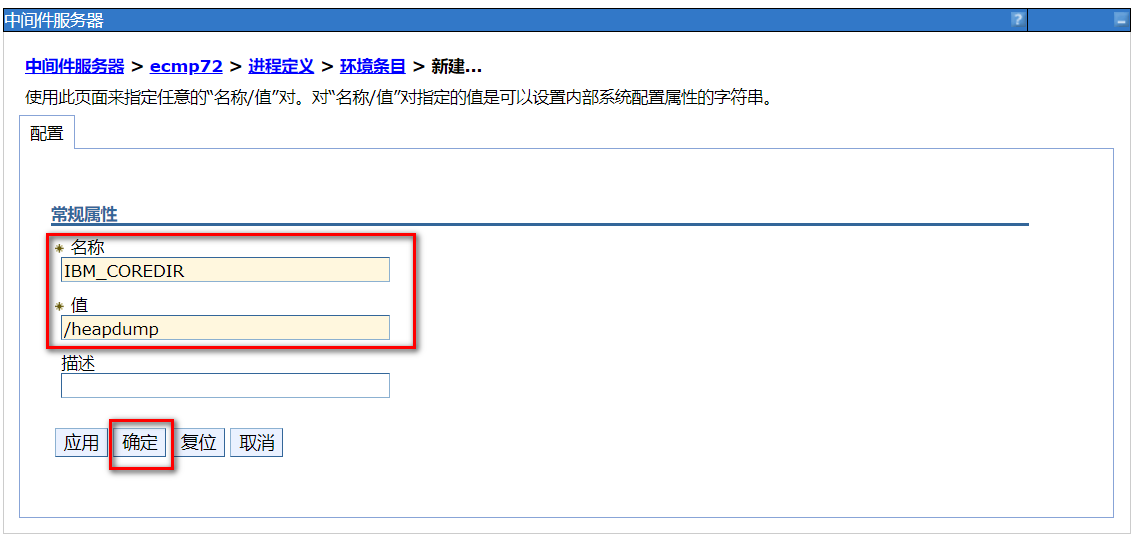 中间件服务器 ?
中间件服务器 > ecmp72 > 进程定义 > 环境条目 > 新建...
使用此页面来指定任意的“名称/值”对。对“名称/值”对指定的值是可以设置内部系统配置属性的字符串。
配置
常规属性
* 名称
IBM_COREDIR
* 值
/heapdump
描述
应用 确定 复位 取消